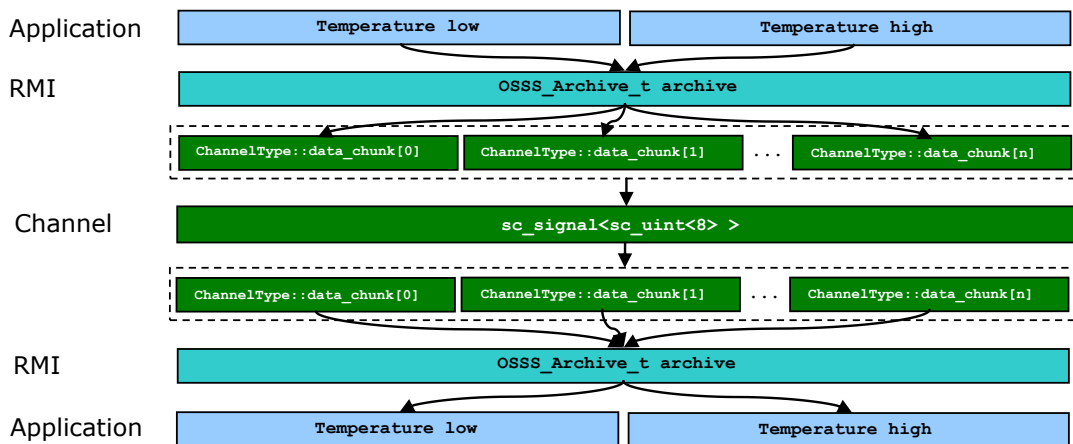 Application
Temperature low
Temperature high
RMI
OSSS_Archive_t archive
ChannelType::data_chunk[0]
ChannelType::data_chunk[1]
...
ChannelType::data_chunk[n]
Channel
sc_signal<sc_uint<8> >
ChannelType::data_chunk[0]
ChannelType::data_chunk[1]
...
ChannelType::data_chunk[n]
RMI
OSSS_Archive_t archive
Application
Temperature low
Temperature high